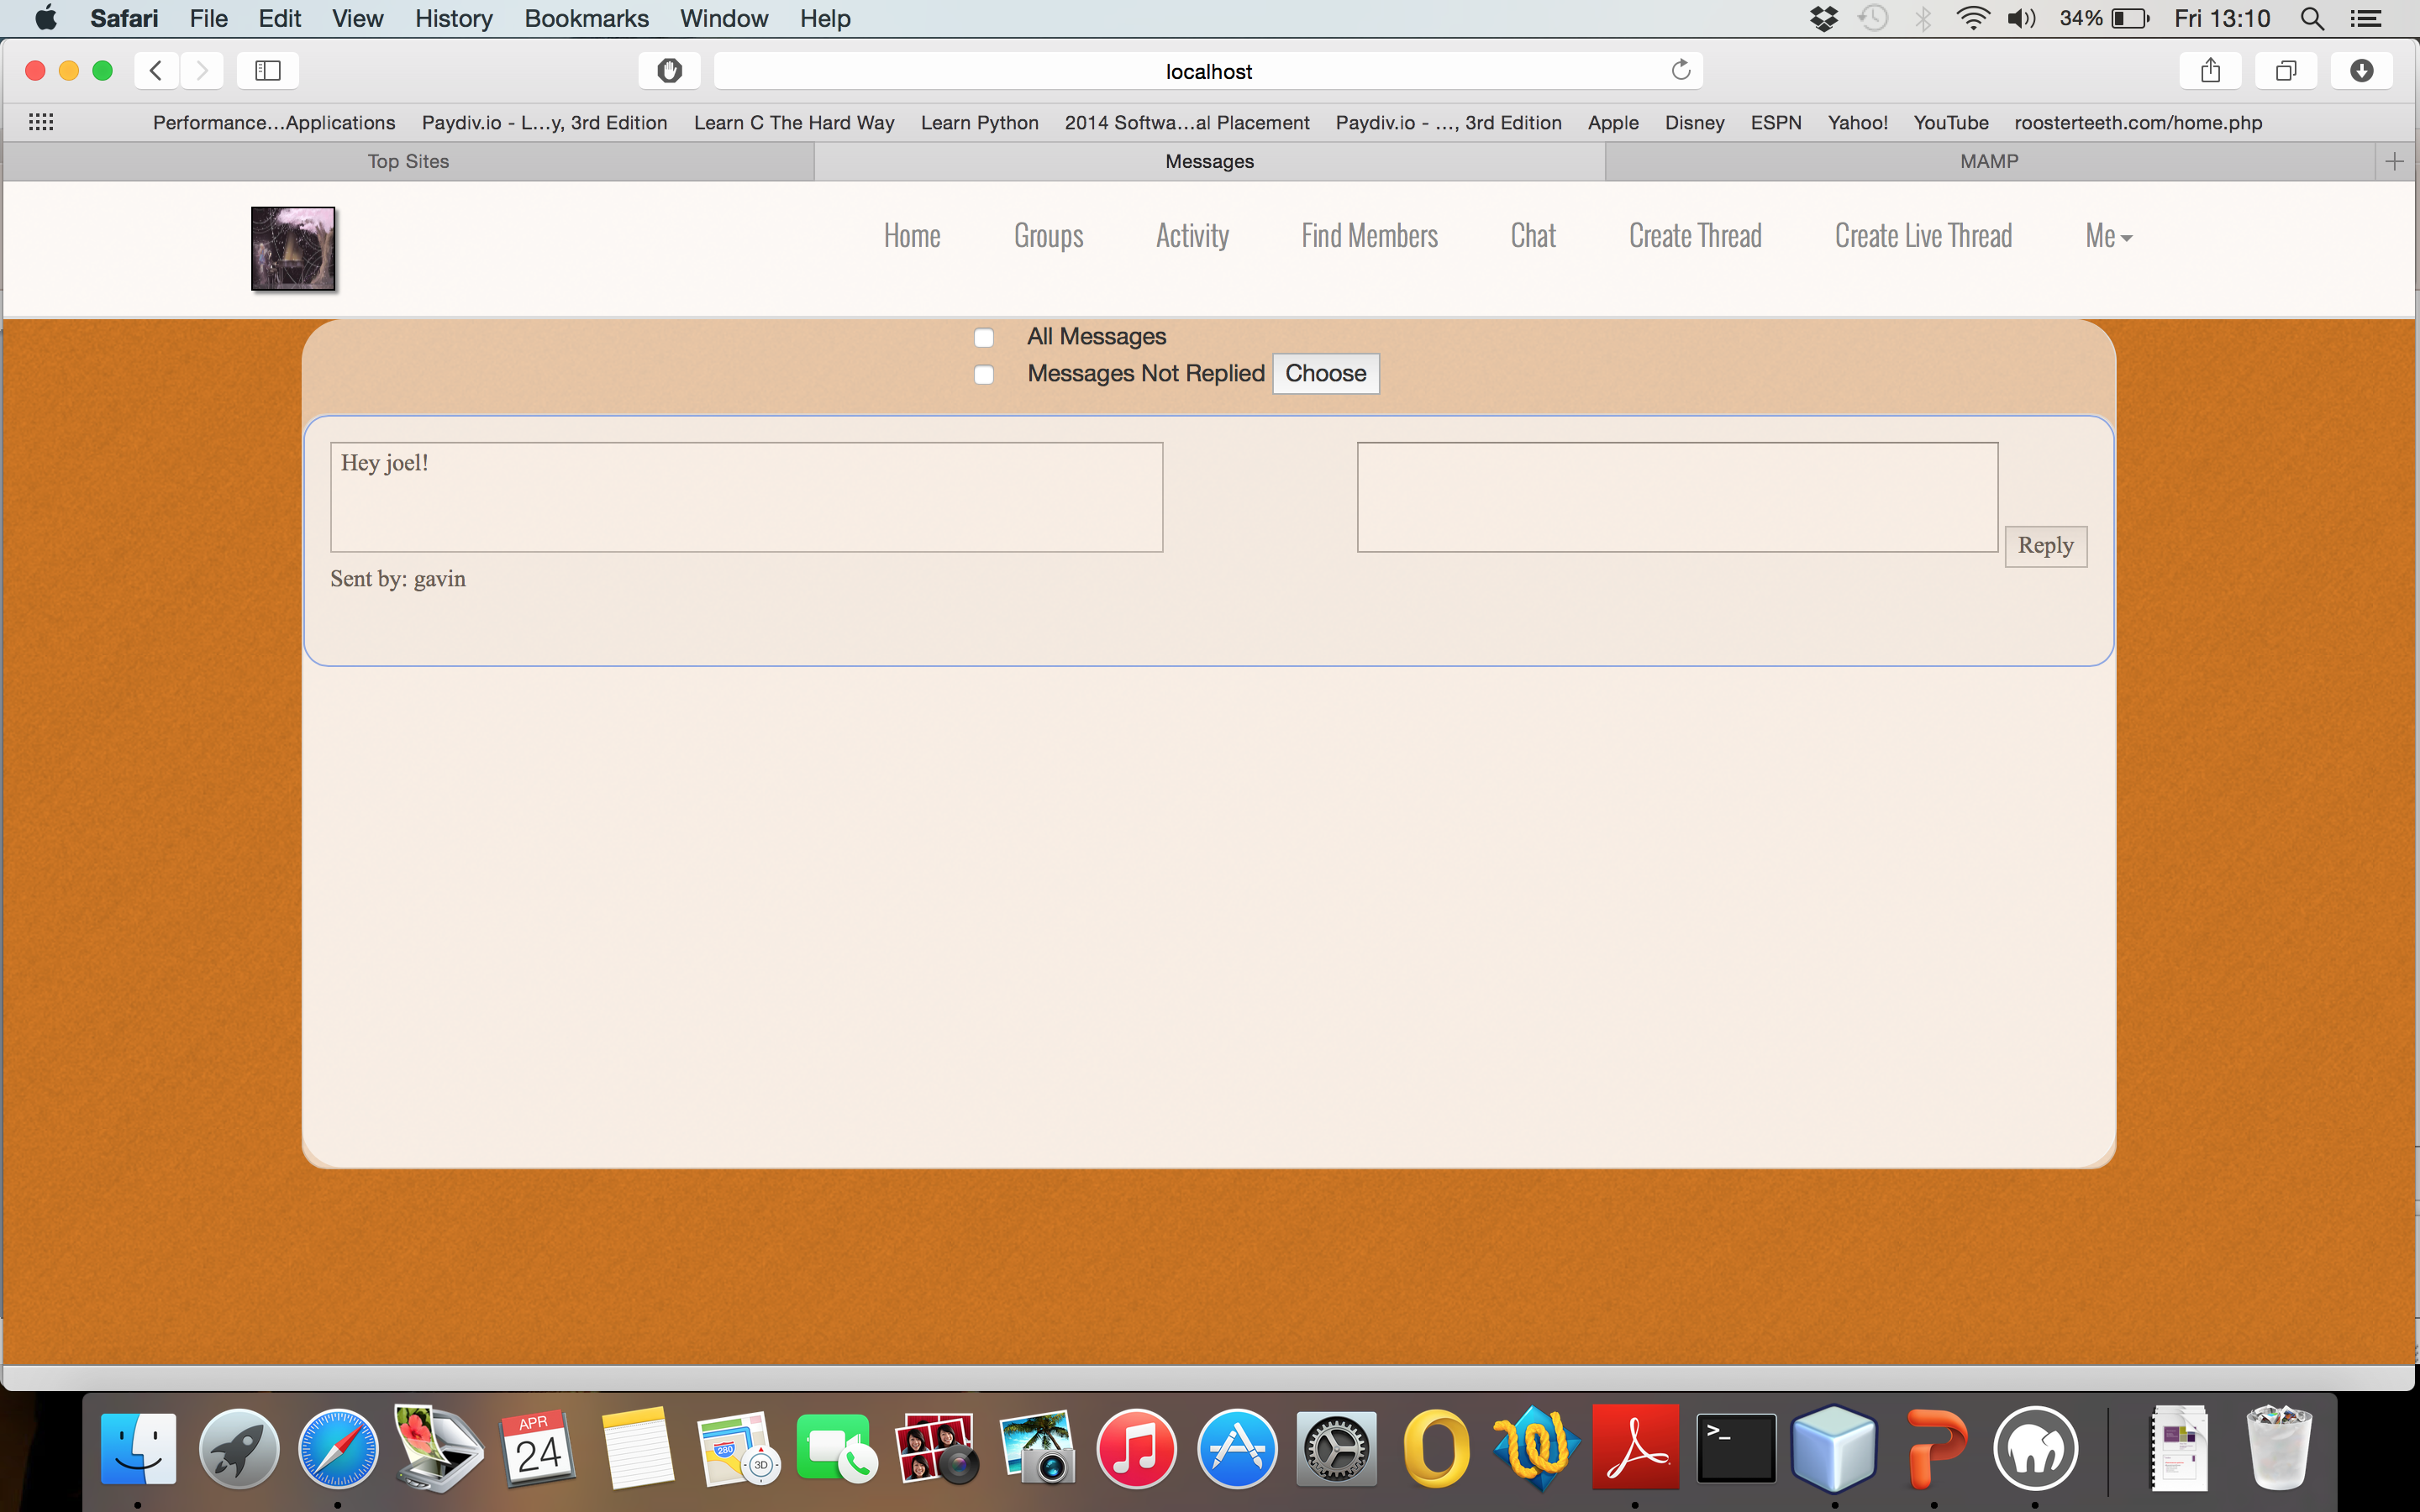 Safari File Edit View History Bookmarks Window Help 34% Fri 13:10
localhost
Performance...Applications Paydiv.io - L...y, 3rd Edition Learn C The Hard Way Learn Python 2014 Softwa...al Placement Paydiv.io - ..., 3rd Edition Apple Disney ESPN Yahoo! YouTube roosterteeth.com/home.php
Top Sites Messages MAMP
Home Groups Activity Find Members Chat Create Thread Create Live Thread Me
All Messages
Messages Not Replied Choose
Hey joel!
Reply
Sent by: gavin
APR
24
280
3D
>_